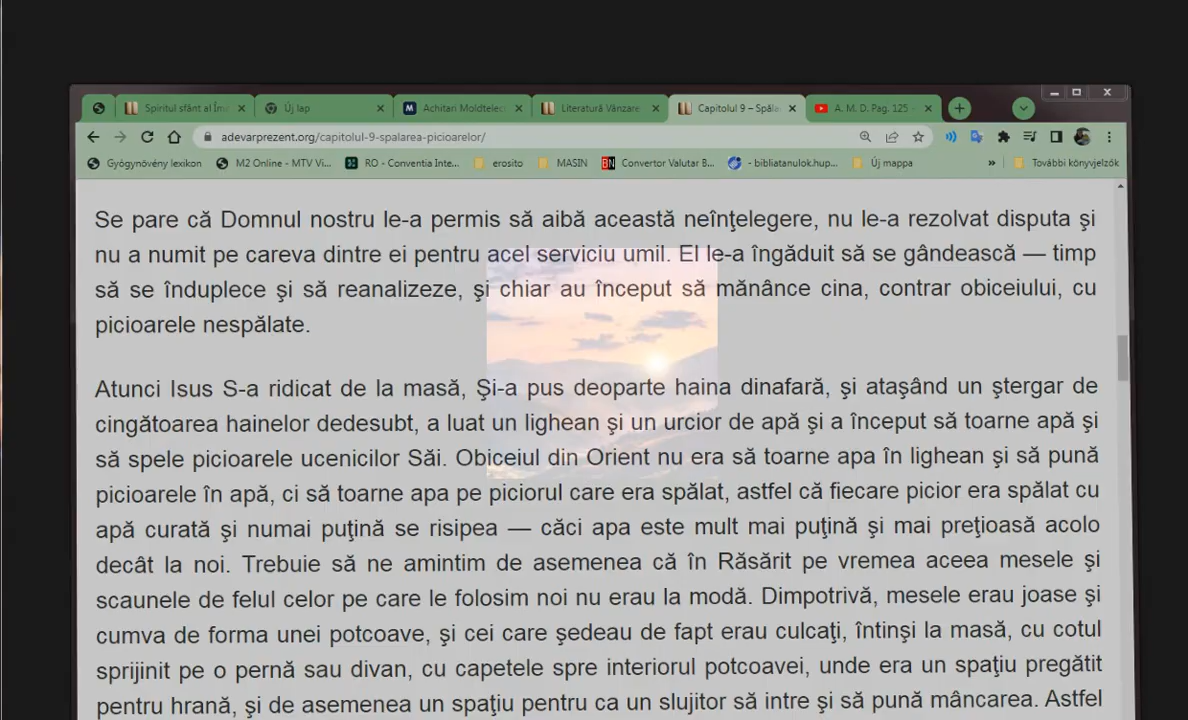 Spiritul sfânt al Înn
Új lap
Achitari Moldtelec
Literatură Vânzare
Capitolul 9 – Spăla
A. M. D. Pag. 125 -
adevarprezent.org/capitolul-9-spalarea-picioarelor/
Gyógynövény lexikon
M2 Online - MTV Vi...
RO - Conventia Inte...
erosito
MASIN
BN Convertor Valutar B...
- bibliatanulok.hup...
Új mappa
»
További könyvjelzők
Se pare că Domnul nostru le-a permis să aibă această neînţelegere, nu le-a rezolvat disputa şi
nu a numit pe careva dintre ei pentru acel serviciu umil. El le-a îngăduit să se gândească — timp
să se înduplece şi să reanalizeze, şi chiar au început să mănânce cina, contrar obiceiului, cu
picioarele nespălate.
Atunci Isus S-a ridicat de la masă, Şi-a pus deoparte haina dinafară, şi ataşând un ştergar de
cingătoarea hainelor dedesubt, a luat un lighean şi un urcior de apă şi a început să toarne apă şi
să spele picioarele ucenicilor Săi. Obiceiul din Orient nu era să toarne apa în lighean şi să pună
picioarele în apă, ci să toarne apa pe piciorul care era spălat, astfel că fiecare picior era spălat cu
apă curată şi numai puţină se risipea — căci apa este mult mai puţină şi mai preţioasă acolo
decât la noi. Trebuie să ne amintim de asemenea că în Răsărit pe vremea aceea mesele şi
scaunele de felul celor pe care le folosim noi nu erau la modă. Dimpotrivă, mesele erau joase şi
cumva de forma unei potcoave, şi cei care şedeau de fapt erau culcaţi, întinşi la masă, cu cotul
sprijinit pe o pernă sau divan, cu capetele spre interiorul potcoavei, unde era un spaţiu pregătit
pentru hrană, şi de asemenea un spaţiu pentru ca un slujitor să intre şi să pună mâncarea. Astfel